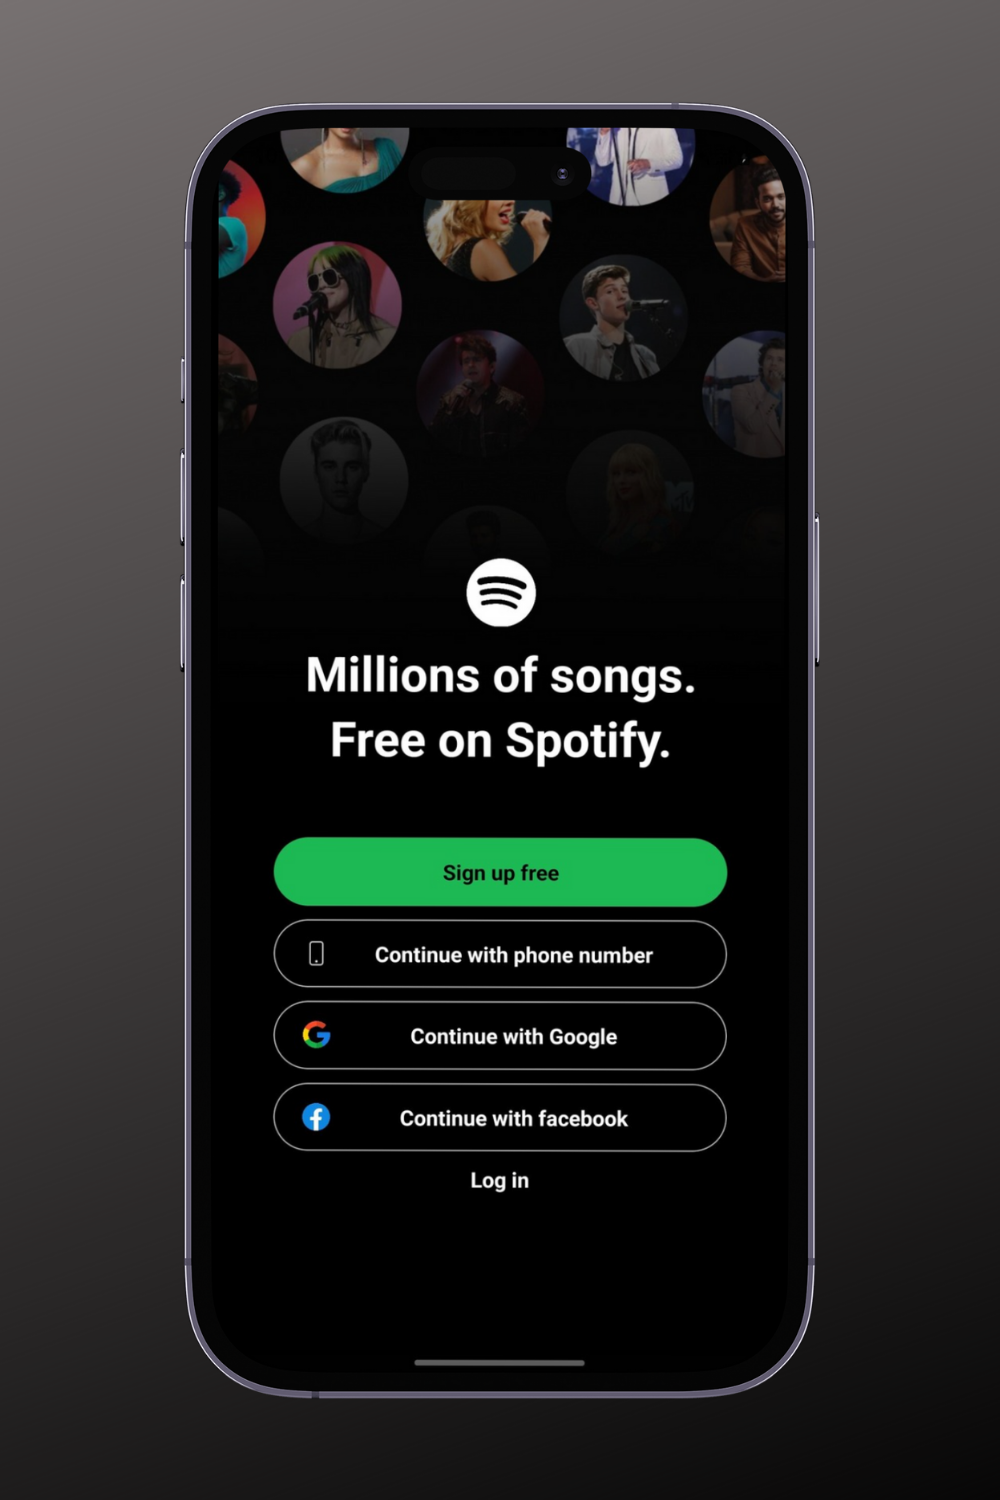 Millions of songs.
Free on Spotify.
Sign up free
Continue with phone number
Continue with Google
Continue with facebook
Log in